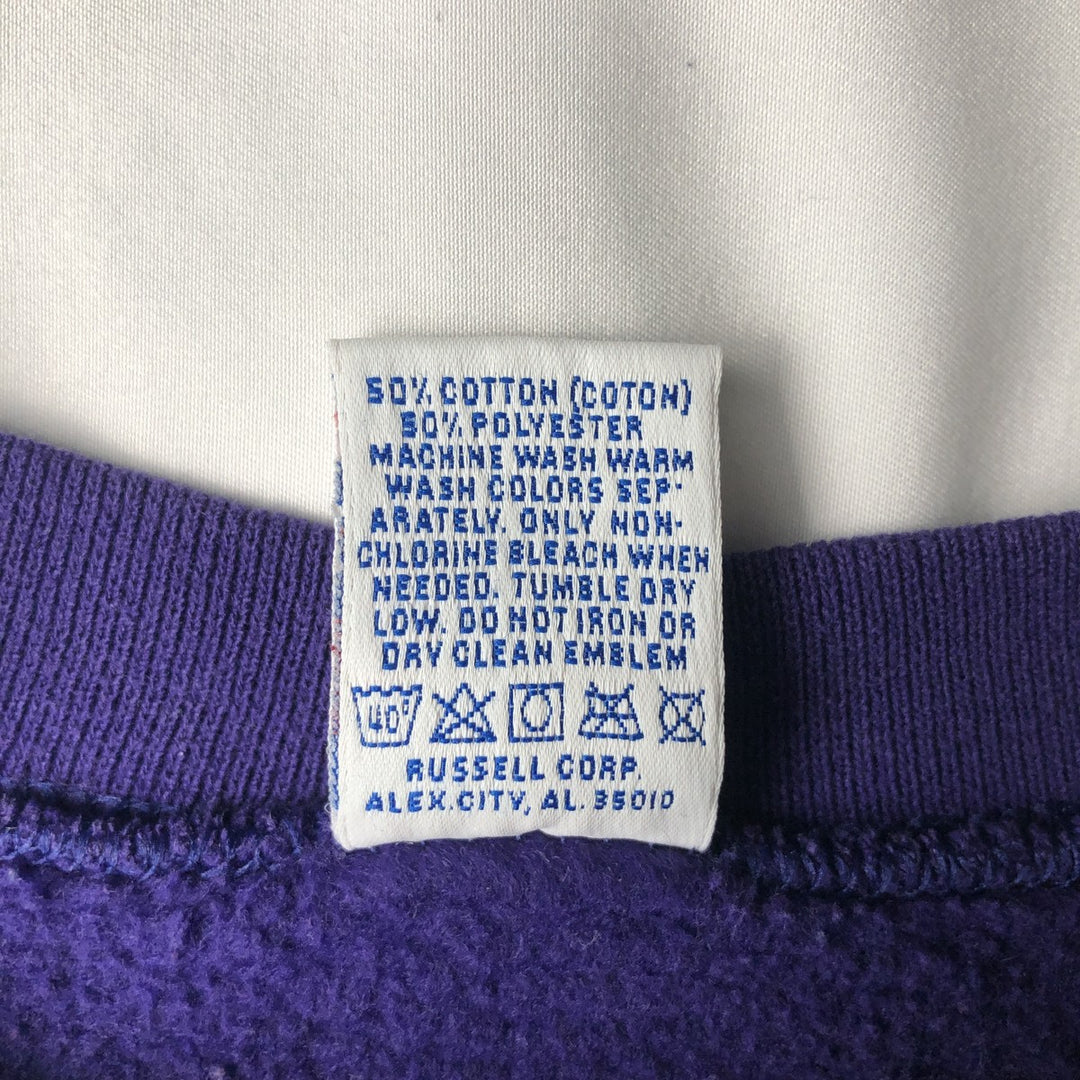 50% COTTON (COTON)
50% POLYESTER
MACHINE WASH WARM
WASH COLORS SEP-
ARATELY. ONLY NON-
CHLORINE BLEACH WHEN
NEEDED. TUMBLE DRY
LOW. DO NOT IRON OR
DRY CLEAN EMBLEM
40°
RUSSELL CORP.
ALEX.CITY, AL. 35010